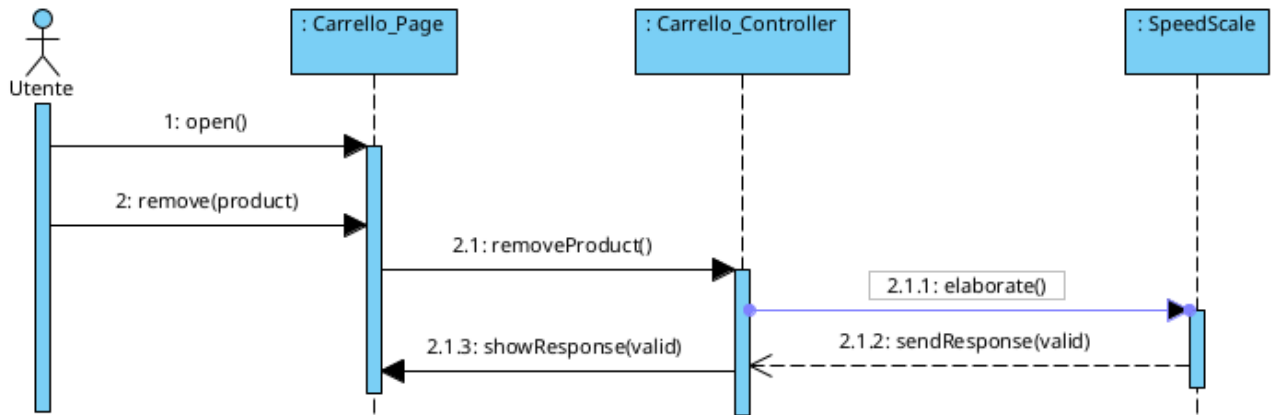 : Carrello_Page
: Carrello_Controller
: SpeedScale
Utente
1: open()
2: remove(product)
2.1: removeProduct()
2.1.1: elaborate()
2.1.2: sendResponse(valid)
2.1.3: showResponse(valid)